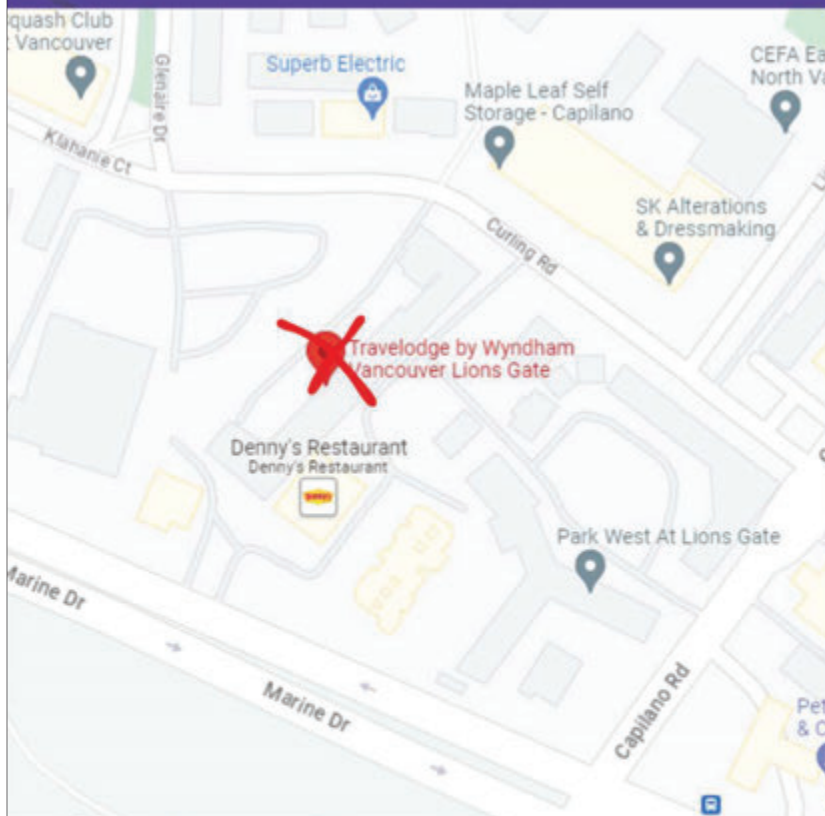 quash Club
Vancouver
Glenaire Dr
Superb Electric
Maple Leaf Self
Storage - Capilano
CEFA Ea
North Va
Klahanie Ct
SK Alterations
& Dressmaking
Curling Rd
Travelodge by Wyndham
Vancouver Lions Gate
Denny's Restaurant
Denny's Restaurant
Denny's
Park West At Lions Gate
Marine Dr
Marine Dr
Capilano Rd
Pet
& C